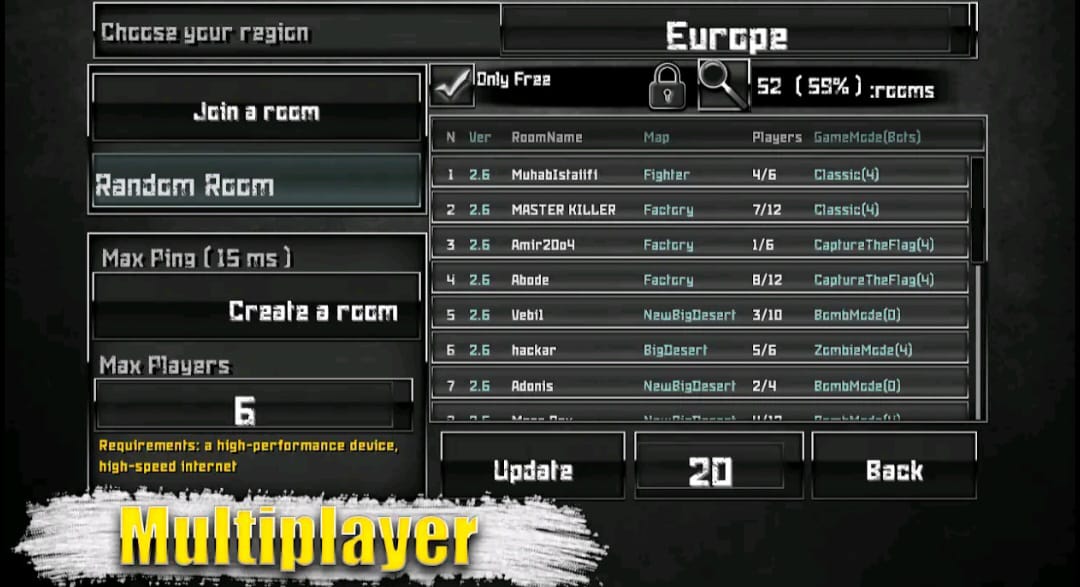 Choose your region
Europe
Join a room
Random Room
Only Free
52 (59%) :rooms
N Ver RoomName Map Players GameMode(Bots)
1 2.6 MuhabIstalifi Fighter 4/6 Classic(4)
2 2.6 MASTER KILLER Factory 7/12 Classic(4)
3 2.6 Amir2004 Factory 1/6 CaptureTheFlag(4)
4 2.6 Abode Factory 8/12 CaptureTheFlag(4)
5 2.6 Vebil NewBigDesert 3/10 BombMode(0)
6 2.6 hackar BigDesert 5/6 ZombieMode(4)
7 2.6 Adonis NewBigDesert 2/4 BombMode(0)
Max Ping (15 ms)
Create a room
Max Players
6
Requirements: a high-performance device,
high-speed internet
Update
20
Back
Multiplayer